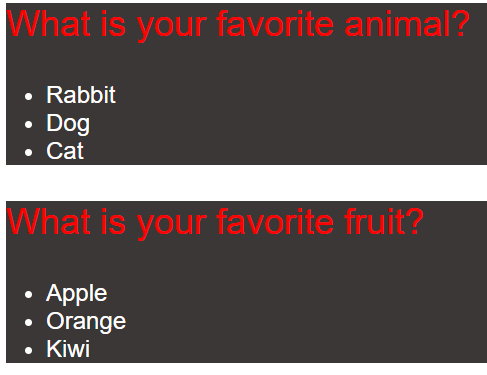 What is your favorite animal?
Rabbit
Dog
Cat
What is your favorite fruit?
Apple
Orange
Kiwi